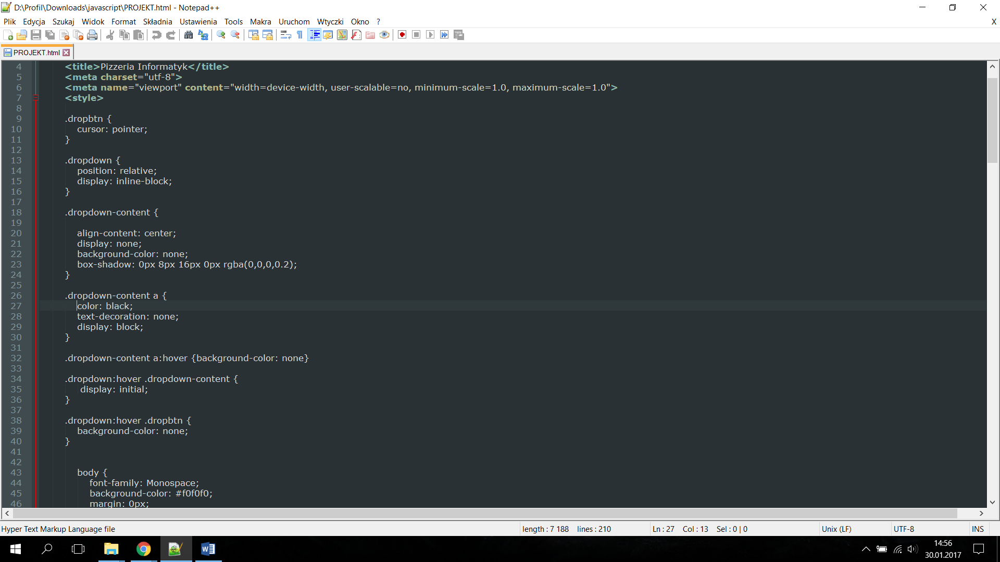 D:\Profil\Downloads\javascript\PROJEKT.html - Notepad++
Plik Edycja Szukaj Widok Format Składnia Ustawienia Tools Makra Uruchom Wtyczki Okno ? X
PROJEKT.html
4 <title>Pizzeria Informatyk</title>
5 <meta charset="utf-8">
6 <meta name="viewport" content="width=device-width, user-scalable=no, minimum-scale=1.0, maximum-scale=1.0">
7 <style>
8
9 .dropbtn {
10 cursor: pointer;
11 }
12
13 .dropdown {
14 position: relative;
15 display: inline-block;
16 }
17
18 .dropdown-content {
19
20 align-content: center;
21 display: none;
22 background-color: none;
23 box-shadow: 0px 8px 16px 0px rgba(0,0,0,0.2);
24 }
25
26 .dropdown-content a {
27 color: black;
28 text-decoration: none;
29 display: block;
30 }
31
32 .dropdown-content a:hover {background-color: none}
33
34 .dropdown:hover .dropdown-content {
35 display: initial;
36 }
37
38 .dropdown:hover .dropbtn {
39 background-color: none;
40 }
41
42
43 body {
44 font-family: Monospace;
45 background-color: #f0f0f0;
46 margin: 0px;
Hyper Text Markup Language file length : 7 188 lines : 210 Ln : 27 Col : 13 Sel : 0 | 0 Unix (LF) UTF-8 INS
14:56
30.01.2017